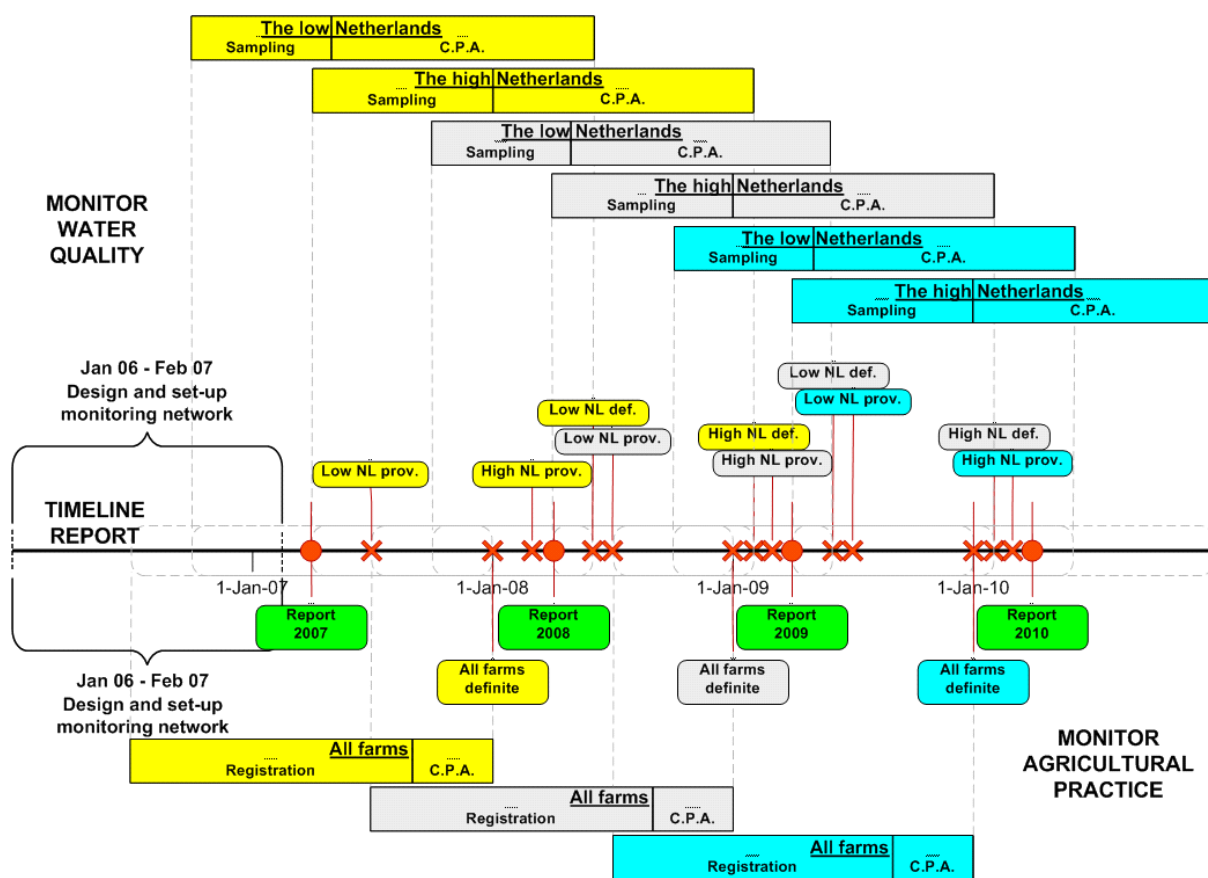 The low Netherlands
Sampling C.P.A.
The high Netherlands
Sampling C.P.A.
The low Netherlands
Sampling C.P.A.
The high Netherlands
Sampling C.P.A.
The low Netherlands
Sampling C.P.A.
The high Netherlands
Sampling C.P.A.
MONITOR
WATER
QUALITY
Jan 06 - Feb 07
Design and set-up
monitoring network
Low NL def.
Low NL prov.
Low NL def.
Low NL prov.
High NL def.
High NL prov.
High NL def.
High NL prov.
Low NL prov.
High NL prov.
TIMELINE
REPORT
1-Jan-07
1-Jan-08
1-Jan-09
1-Jan-10
Report
2007
Report
2008
Report
2009
Report
2010
All farms
definite
All farms
definite
All farms
definite
Jan 06 - Feb 07
Design and set-up
monitoring network
All farms
Registration C.P.A.
All farms
Registration C.P.A.
All farms
Registration C.P.A.
MONITOR
AGRICULTURAL
PRACTICE